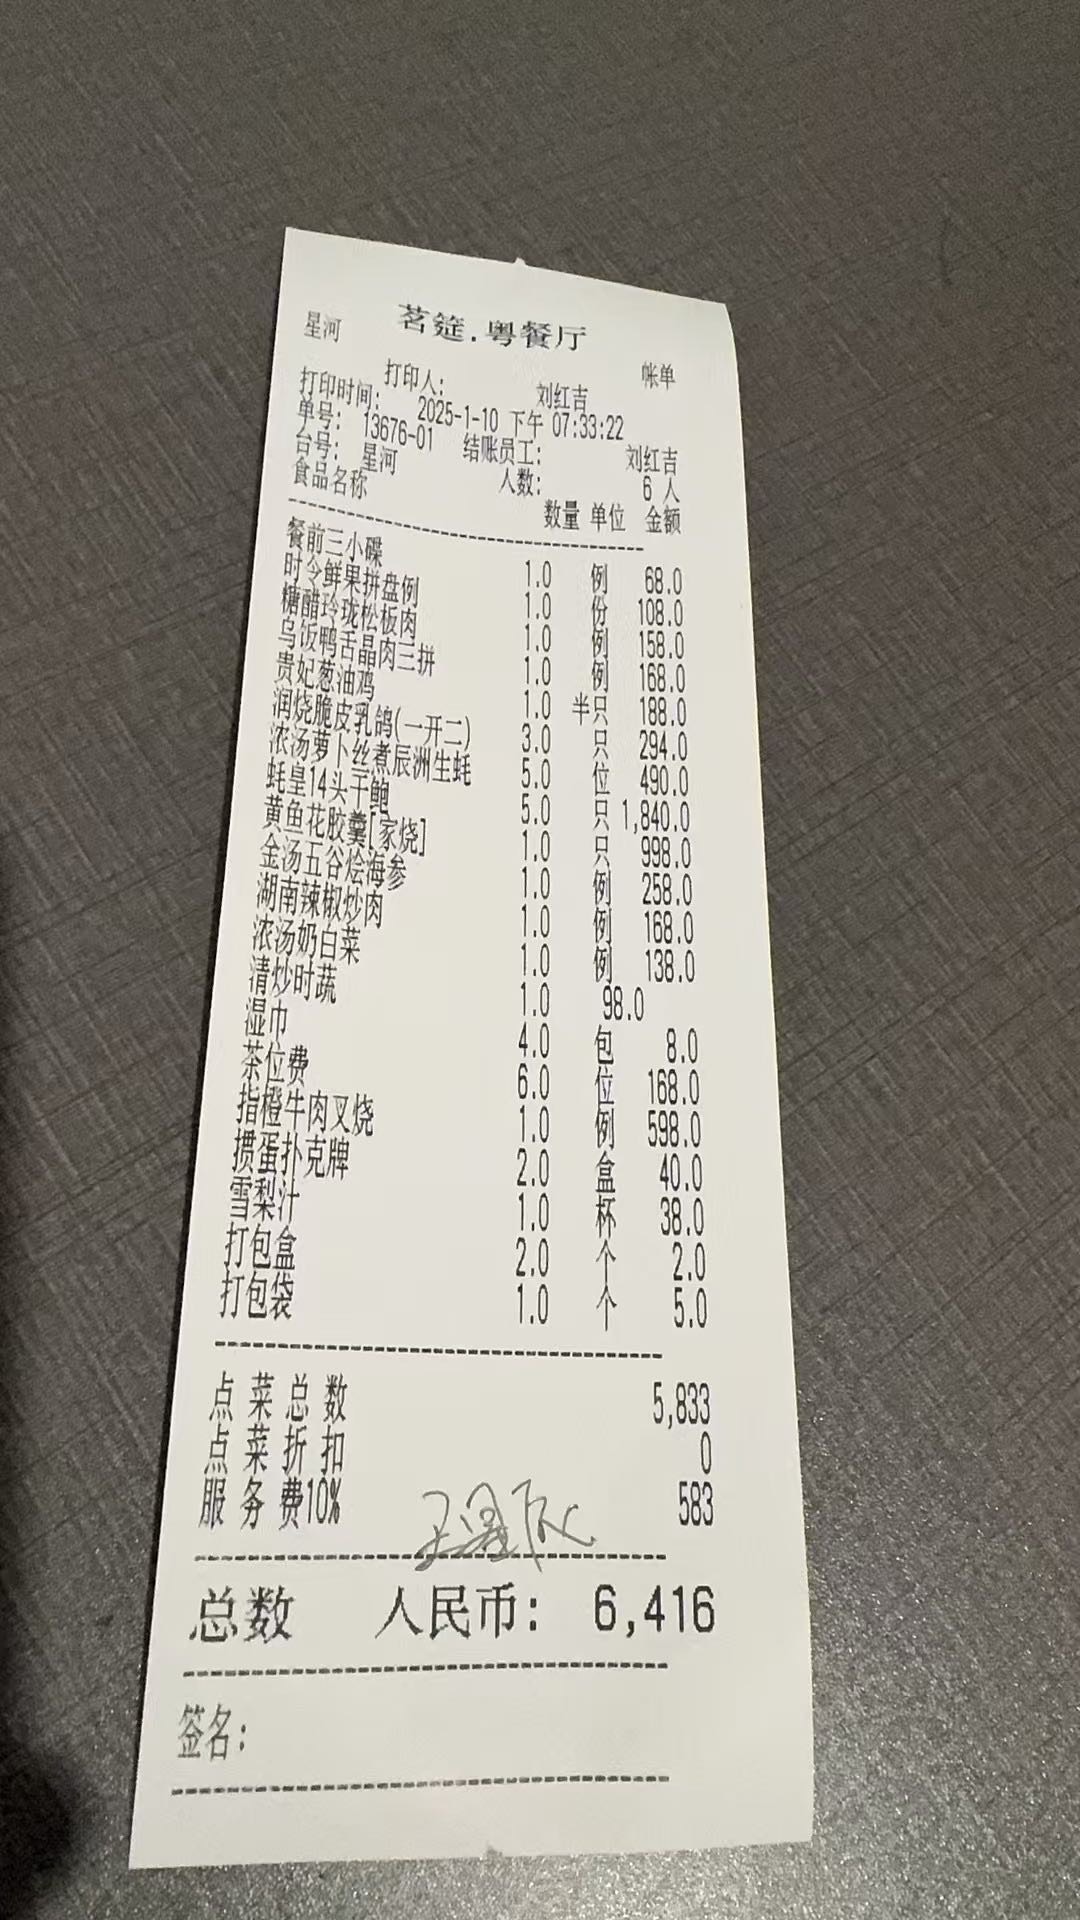 茗筵.粤餐厅
星河 帐单
打印人: 刘红吉
打印时间: 2025-1-10 下午 07:33:22
单号: 13676-01 结账员工: 刘红吉
台号: 星河 人数: 6 人
食品名称 数量 单位 金额
餐前三小碟 1.0 例 68.0
时令鲜果拼盘例 1.0 份 108.0
糖醋玲珑松板肉 1.0 例 158.0
乌饭鸭舌晶肉三拼 1.0 例 168.0
贵妃葱油鸡 1.0 半只 188.0
润烧脆皮乳鸽(一开二) 3.0 只 294.0
浓汤萝卜丝煮辰洲生蚝 5.0 位 490.0
蚝皇14头干鲍 5.0 只 1,840.0
黄鱼花胶羹[家烧] 1.0 只 998.0
金汤五谷烩海参 1.0 例 258.0
湖南辣椒炒肉 1.0 例 168.0
浓汤奶白菜 1.0 例 138.0
清炒时蔬 1.0 98.0
湿巾 4.0 包 8.0
茶位费 6.0 位 168.0
指橙牛肉叉烧 1.0 例 598.0
掼蛋扑克牌 2.0 盒 40.0
雪梨汁 1.0 杯 38.0
打包盒 2.0 个 2.0
打包袋 1.0 个 5.0
点菜总数 5,833
点菜折扣 0
服务费10% 583
总数 人民币: 6,416
签名: